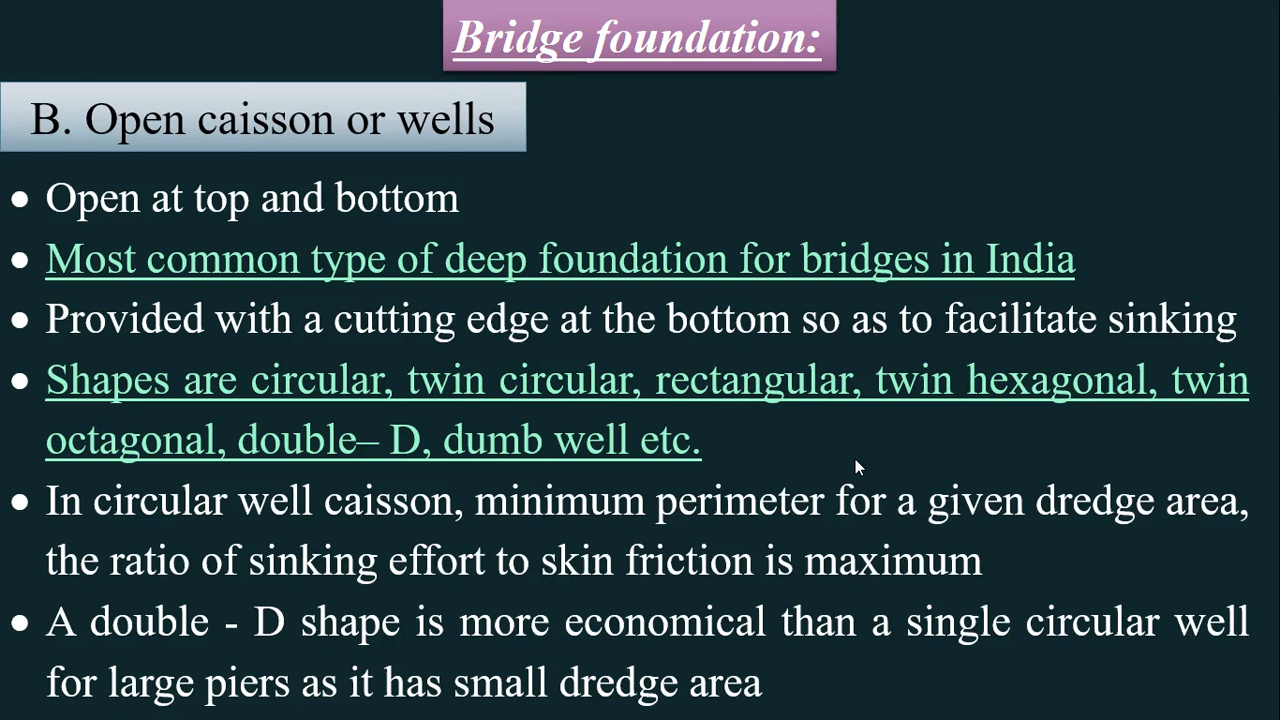 Bridge foundation:
B. Open caisson or wells
• Open at top and bottom
• Most common type of deep foundation for bridges in India
• Provided with a cutting edge at the bottom so as to facilitate sinking
• Shapes are circular, twin circular, rectangular, twin hexagonal, twin
octagonal, double– D, dumb well etc.
• In circular well caisson, minimum perimeter for a given dredge area,
the ratio of sinking effort to skin friction is maximum
• A double - D shape is more economical than a single circular well
for large piers as it has small dredge area